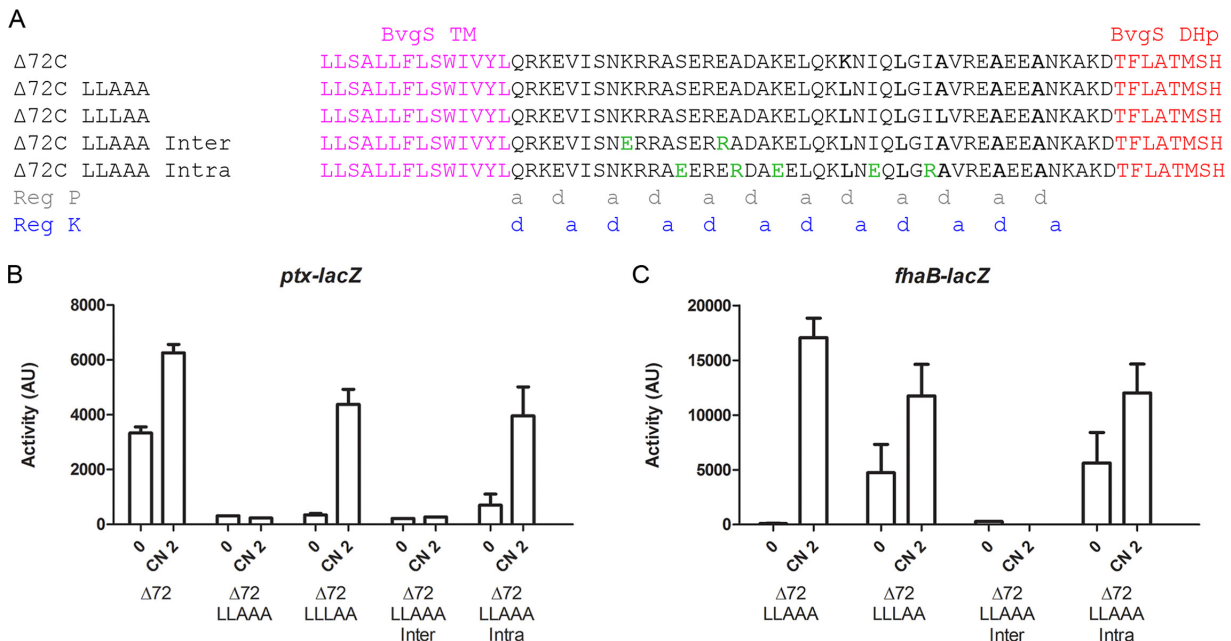 A
BvgS TM BvgS DHp
Δ72C LLSALLFLSWIVYLQRKEVISNKRRASEREADAKELQKKNIQLGIAVREAEEANKAKDTFLATMSH
Δ72C LLAAA LLSALLFLSWIVYLQRKEVISNKRRASEREADAKELQKLNIQLGIAVREAEEANKAKDTFLATMSH
Δ72C LLLAA LLSALLFLSWIVYLQRKEVISNKRRASEREADAKELQKLNIQLGILVREAEEANKAKDTFLATMSH
Δ72C LLAAA Inter LLSALLFLSWIVYLQRKEVISNERRASERRADAKELQKLNIQLGIAVREAEEANKAKDTFLATMSH
Δ72C LLAAA Intra LLSALLFLSWIVYLQRKEVISNKRRAEERERDAEELQKLNEQLGRAVREAEEANKAKDTFLATMSH
Reg P a d a d a d a d a d a d
Reg K d a d a d a d a d a d a
B
ptx-lacZ
Activity (AU)
8000
6000
4000
2000
0
0 CN 2 0 CN 2 0 CN 2 0 CN 2 0 CN 2
Δ72 Δ72 Δ72 Δ72 Δ72
LLAAA LLLAA LLAAA LLAAA
Inter Intra
C
fhaB-lacZ
Activity (AU)
20000
15000
10000
5000
0
0 CN 2 0 CN 2 0 CN 2 0 CN 2
Δ72 Δ72 Δ72 Δ72
LLAAA LLLAA LLAAA LLAAA
Inter Intra